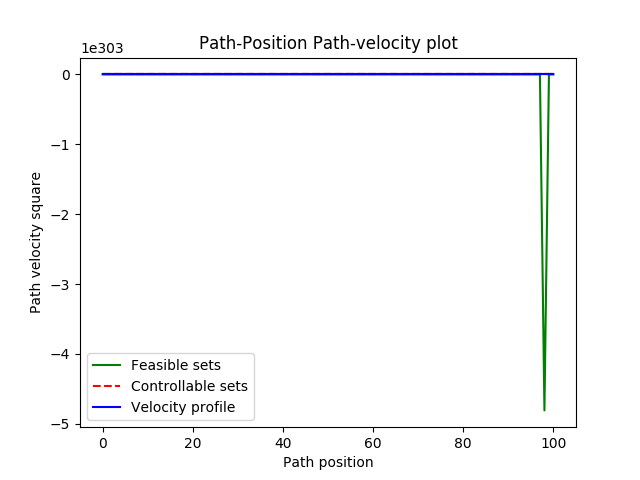 Path-Position Path-velocity plot
1e303
0
−1
−2
−3
−4
−5
Path velocity square
Feasible sets
Controllable sets
Velocity profile
0 20 40 60 80 100
Path position